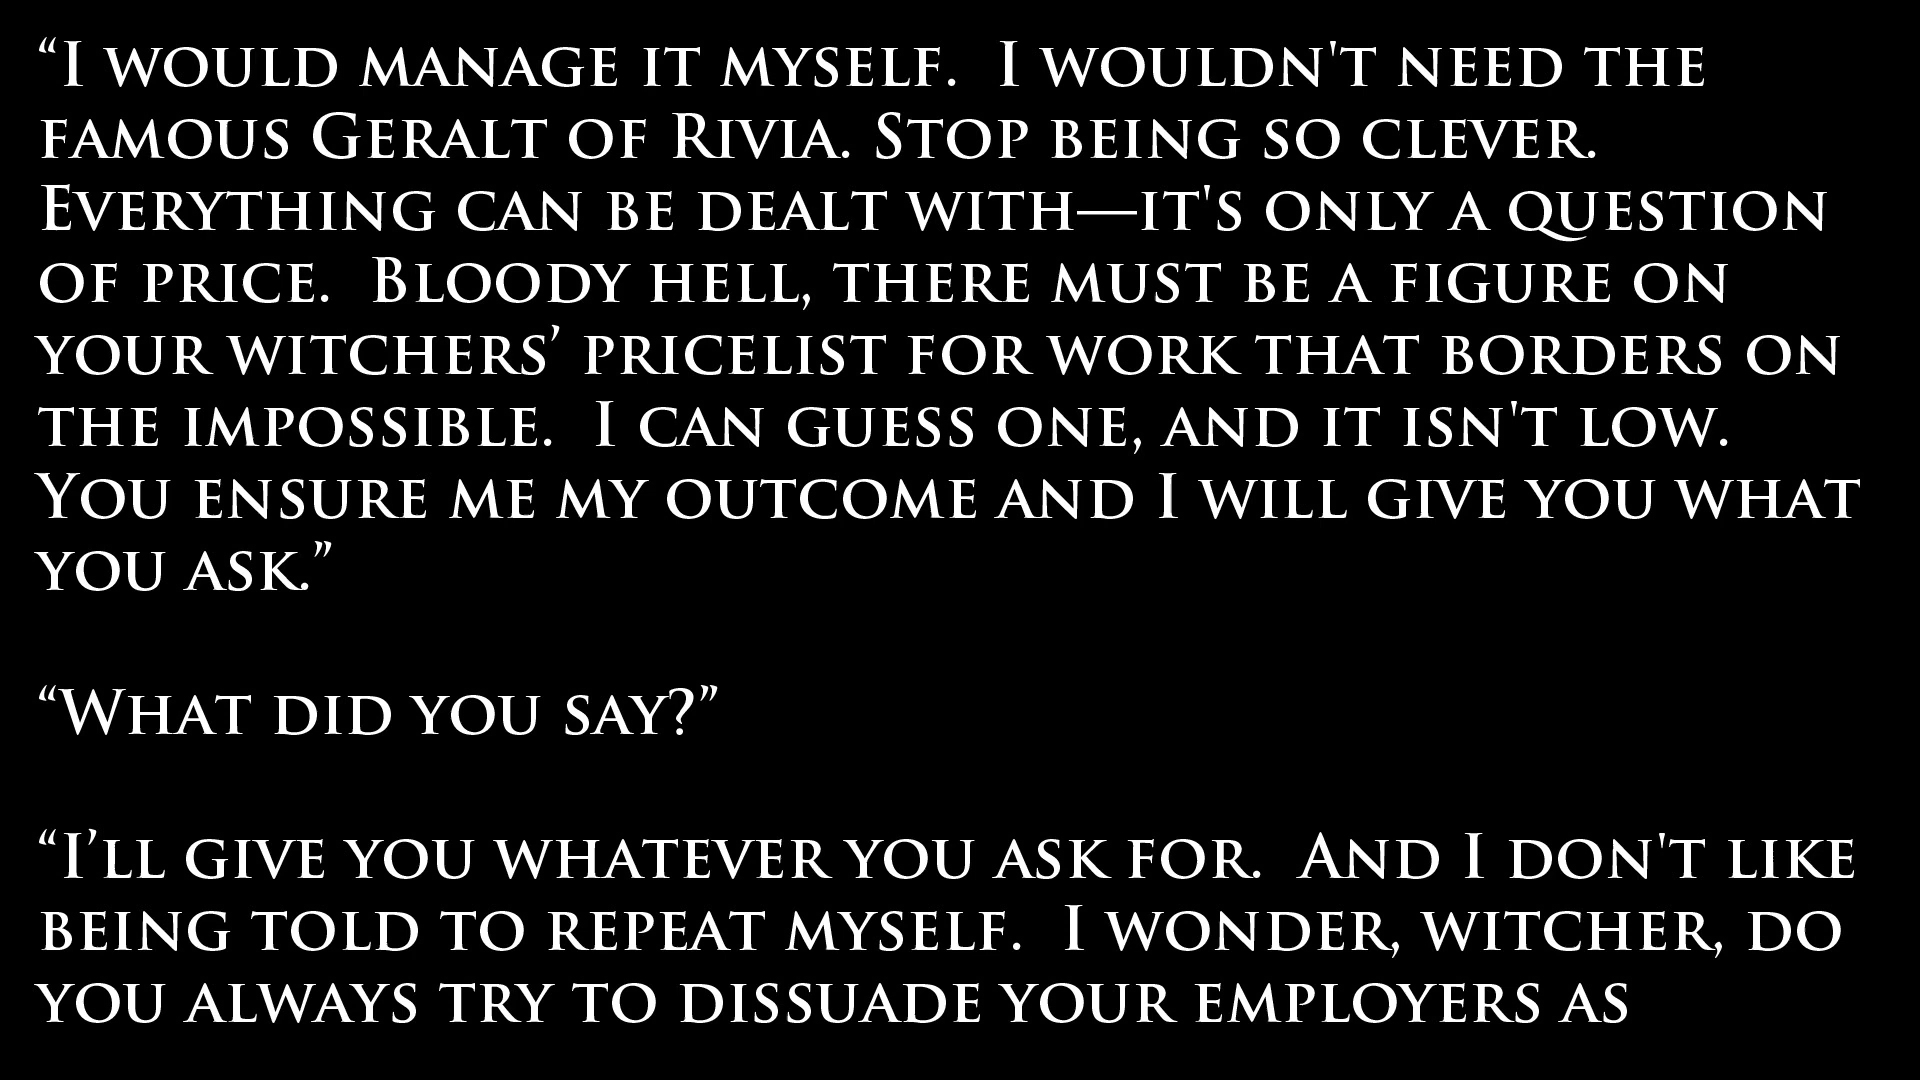 “I would manage it myself.  I wouldn't need the
famous Geralt of Rivia. Stop being so clever.
Everything can be dealt with—it's only a question
of price.  Bloody hell, there must be a figure on
your witchers’ pricelist for work that borders on
the impossible.  I can guess one, and it isn't low.
You ensure me my outcome and I will give you what
you ask.”
“What did you say?”
“I’ll give you whatever you ask for.  And I don't like
being told to repeat myself.  I wonder, witcher, do
you always try to dissuade your employers as